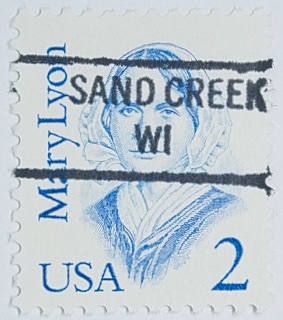 Mary Lyon
SAND CREEK
WI
USA 2